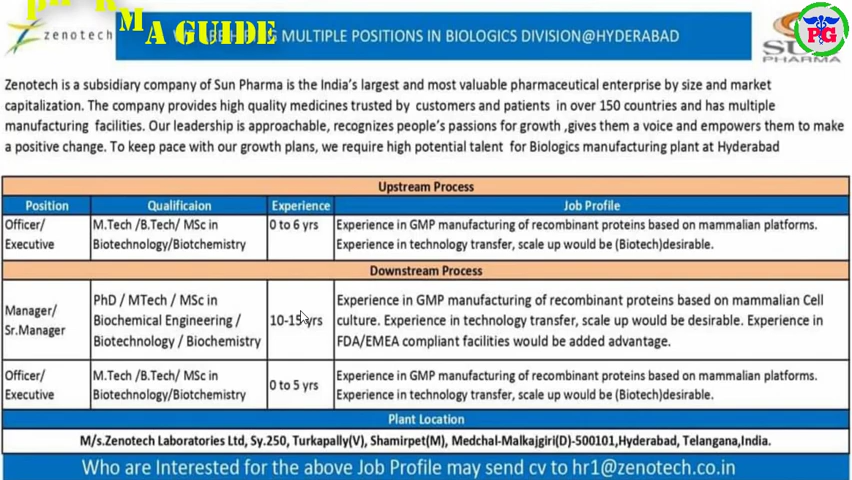 zenotech
MA GUIDE
MULTIPLE POSITIONS IN BIOLOGICS DIVISION@HYDERABAD
PG
SUN
PHARMA
Zenotech is a subsidiary company of Sun Pharma is the India's largest and most valuable pharmaceutical enterprise by size and market
capitalization. The company provides high quality medicines trusted by customers and patients in over 150 countries and has multiple
manufacturing facilities. Our leadership is approachable, recognizes people's passions for growth ,gives them a voice and empowers them to make
a positive change. To keep pace with our growth plans, we require high potential talent for Biologics manufacturing plant at Hyderabad
Upstream Process
Position Qualificaion Experience Job Profile
Officer/ M.Tech /B.Tech/ MSc in 0 to 6 yrs Experience in GMP manufacturing of recombinant proteins based on mammalian platforms.
Executive Biotechnology/Biotchemistry Experience in technology transfer, scale up would be (Biotech)desirable.
Downstream Process
Manager/ PhD / MTech / MSc in Experience in GMP manufacturing of recombinant proteins based on mammalian Cell
Sr.Manager Biochemical Engineering / 10-15 yrs culture. Experience in technology transfer, scale up would be desirable. Experience in
Biotechnology / Biochemistry FDA/EMEA compliant facilities would be added advantage.
Officer/ M.Tech /B.Tech/ MSc in 0 to 5 yrs Experience in GMP manufacturing of recombinant proteins based on mammalian platforms.
Executive Biotechnology/Biotchemistry Experience in technology transfer, scale up would be (Biotech)desirable.
Plant Location
M/s.Zenotech Laboratories Ltd, Sy.250, Turkapally(V), Shamirpet(M), Medchal-Malkajgiri(D)-500101,Hyderabad, Telangana,India.
Who are Interested for the above Job Profile may send cv to hr1@zenotech.co.in